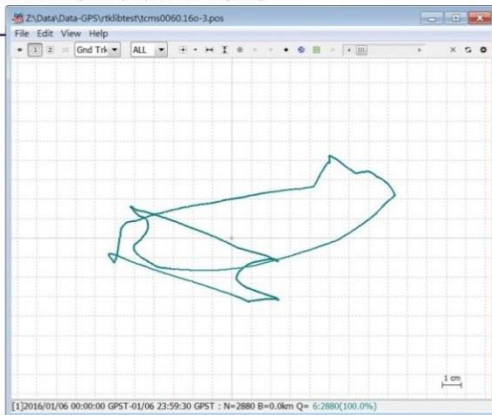 Z:\Data\Data-GPS\rtklibtest\tcms0060.16o-3.pos
File Edit View Help
1 2 Gnd Trk ALL
1 cm
[1]2016/01/06 00:00:00 GPST-01/06 23:59:30 GPST : N=2880 B=0.0km Q= 6:2880(100.0%)